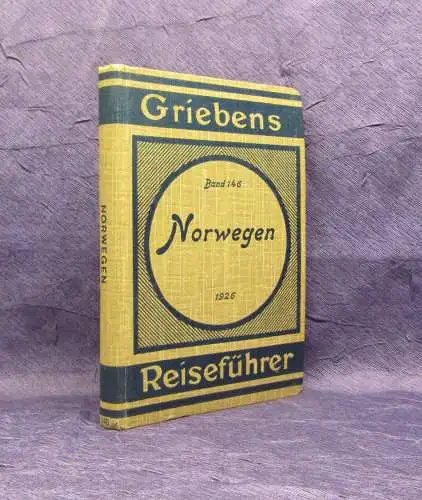 Griebens
Band 146
Norwegen
1926
Reiseführer
NORWEGEN